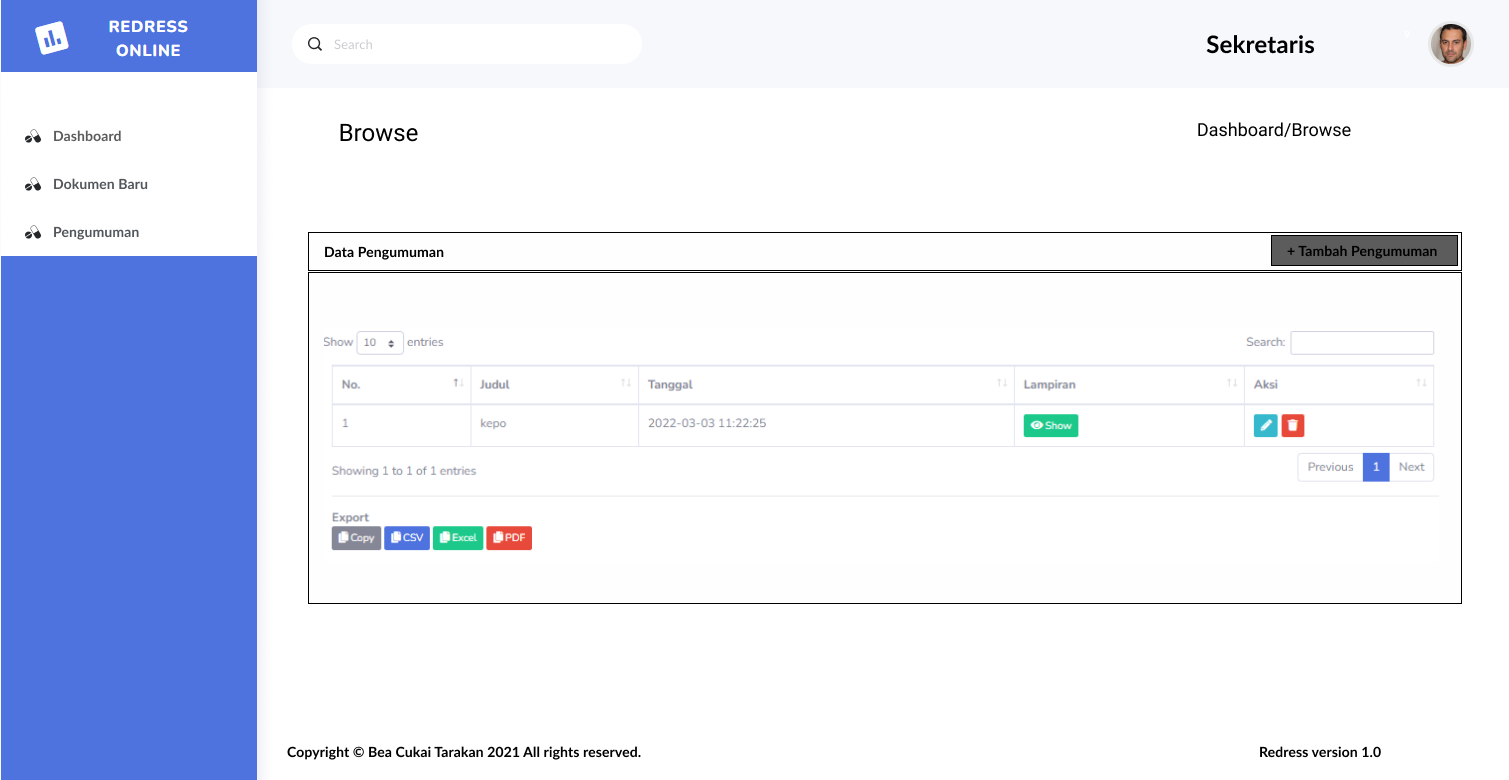 REDRESS
ONLINE
Search
Sekretaris
Dashboard
Dokumen Baru
Pengumuman
Browse
Dashboard/Browse
Data Pengumuman
+ Tambah Pengumuman
Show 10 entries
Search:
No. Judul Tanggal Lampiran Aksi
1 kepo 2022-03-03 11:22:25 Show
Showing 1 to 1 of 1 entries
Previous 1 Next
Export
Copy CSV Excel PDF
Copyright © Bea Cukai Tarakan 2021 All rights reserved.
Redress version 1.0